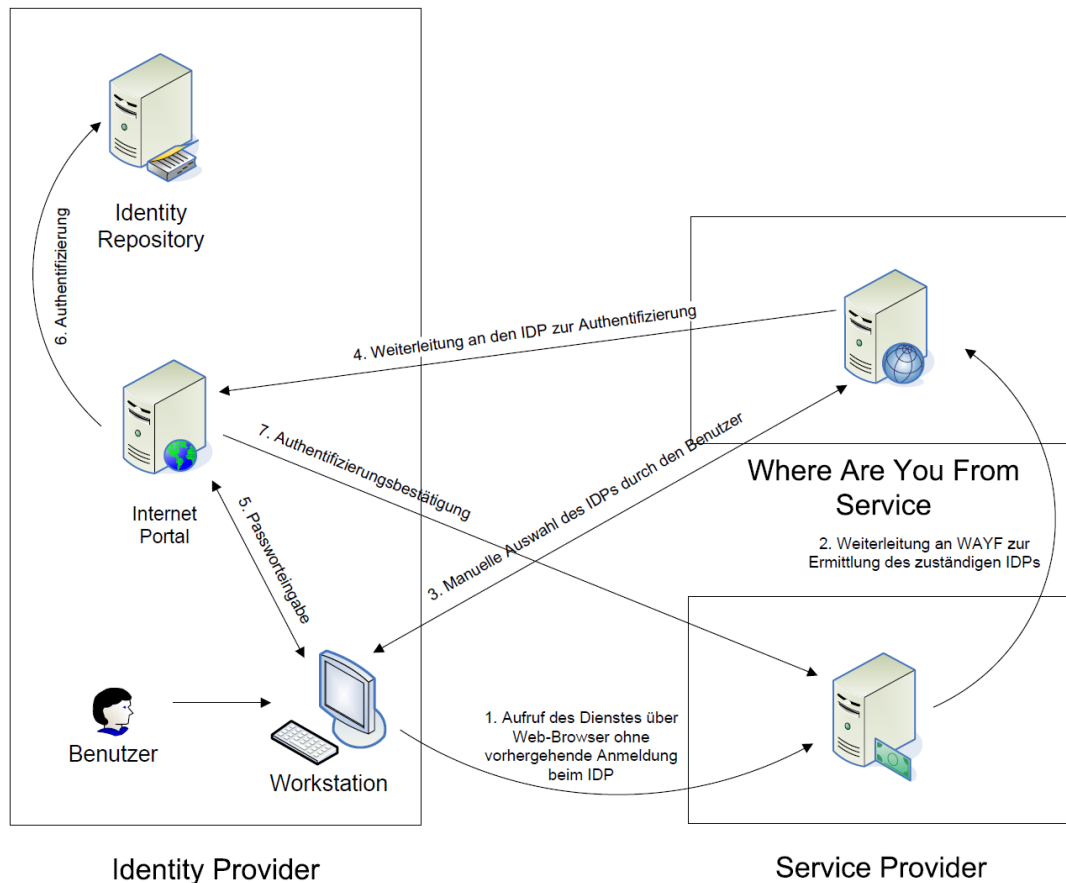 Identity
Repository
6. Authentifizierung
4. Weiterleitung an den IDP zur Authentifizierung
7. Authentifizierungsbestätigung
3. Manuelle Auswahl des IDPs durch den Benutzer
Where Are You From
Service
2. Weiterleitung an WAYF zur
Ermittlung des zuständigen IDPs
Internet
Portal
5. Passworteingabe
Benutzer
Workstation
1. Aufruf des Dienstes über
Web-Browser ohne
vorhergehende Anmeldung
beim IDP
Identity Provider
Service Provider